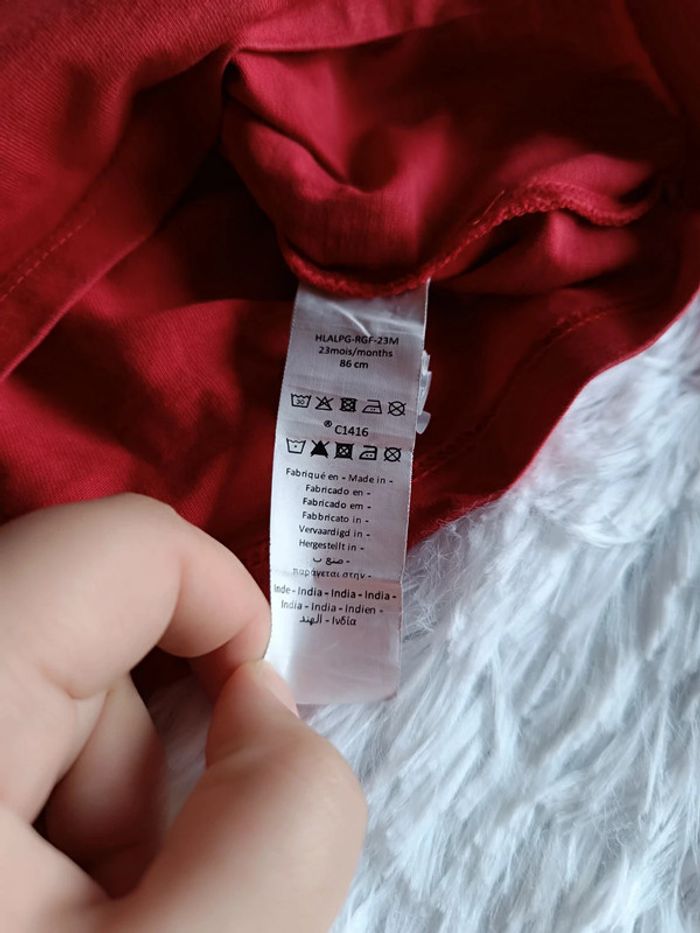 HLALPG-RGF-23M
23mois/months
86 cm
30
® C1416
Fabriqué en - Made in -
Fabricado en -
Fabricado em -
Fabbricato in -
Vervaardigd in -
Hergestellt in -
صنع ب -
παράγεται στην -
Inde - India - India - India -
India - India - Indien -
الهند - Ινδία